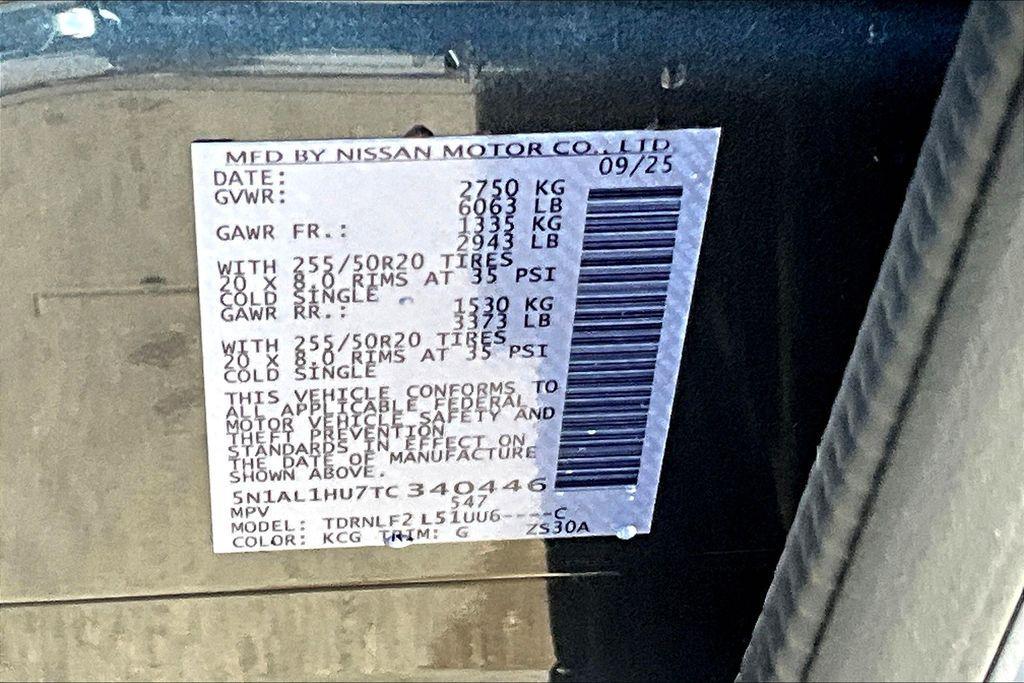 MFD BY NISSAN MOTOR CO., LTD
DATE: 09/25
GVWR: 2750 KG
6063 LB
GAWR FR.: 1335 KG
2943 LB
WITH 255/50R20 TIRES
20 X 8.0 RIMS AT 35 PSI
COLD SINGLE
GAWR RR.: 1530 KG
3373 LB
WITH 255/50R20 TIRES
20 X 8.0 RIMS AT 35 PSI
COLD SINGLE
THIS VEHICLE CONFORMS TO
ALL APPLICABLE FEDERAL
MOTOR VEHICLE SAFETY AND
THEFT PREVENTION
STANDARDS IN EFFECT ON
THE DATE OF MANUFACTURE
SHOWN ABOVE.
5N1AL1HU7TC340446
MPV 547
MODEL: TDRNLF2 L51UU6----C
COLOR: KCG TRIM: G ZS30A